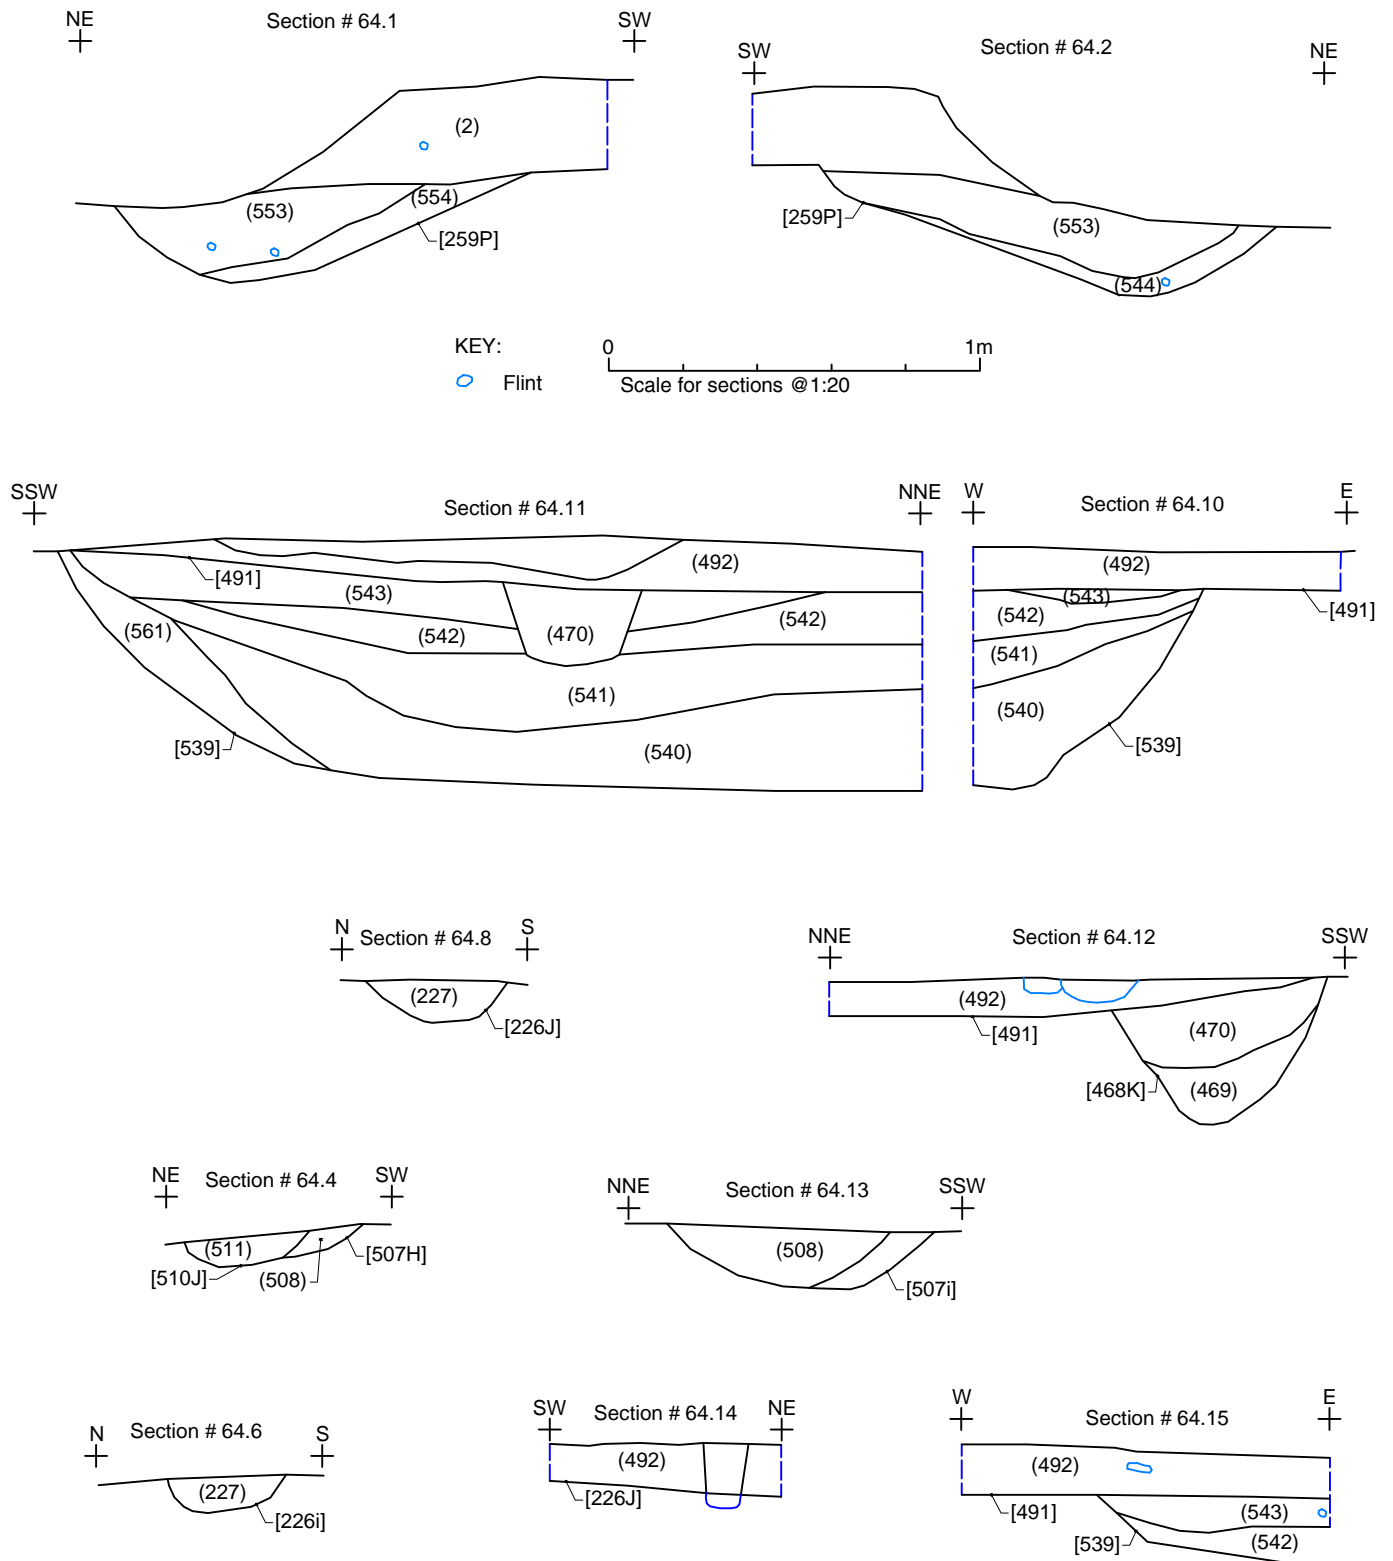 NE
Section # 64.1
SW
(2)
(553)
(554)
[259P]
SW
Section # 64.2
NE
[259P]
(553)
(544)
KEY:
Flint
0
1m
Scale for sections @1:20
SSW
Section # 64.11
NNE
[491]
(492)
(543)
(542)
(470)
(542)
(561)
(541)
[539]
(540)
W
Section # 64.10
E
(492)
(543)
(542)
[491]
(541)
(540)
[539]
N
Section # 64.8
S
(227)
[226J]
NNE
Section # 64.12
SSW
(492)
[491]
(470)
[468K]
(469)
NE
Section # 64.4
SW
(511)
[507H]
[510J]
(508)
NNE
Section # 64.13
SSW
(508)
[507i]
N
Section # 64.6
S
(227)
[226i]
SW
Section # 64.14
NE
(492)
[226J]
W
Section # 64.15
E
(492)
[491]
(543)
[539]
(542)